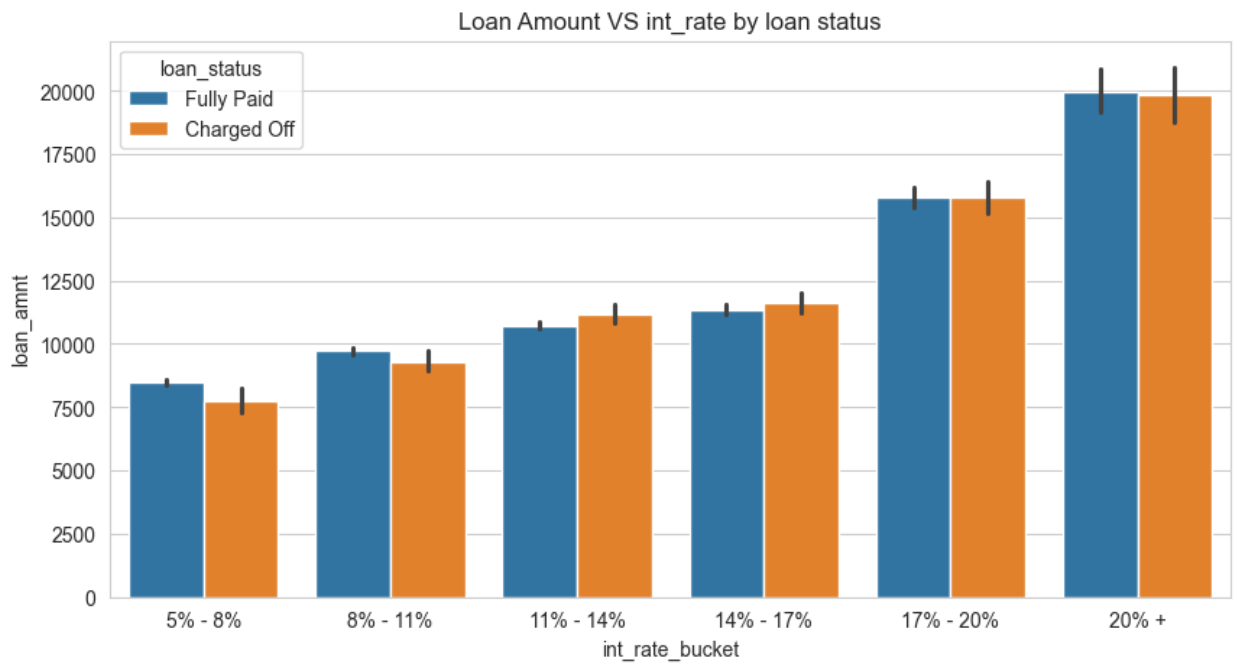 Loan Amount VS int_rate by loan status
loan_status
Fully Paid
Charged Off
loan_amnt
20000
17500
15000
12500
10000
7500
5000
2500
0
5% - 8%
8% - 11%
11% - 14%
14% - 17%
17% - 20%
20% +
int_rate_bucket